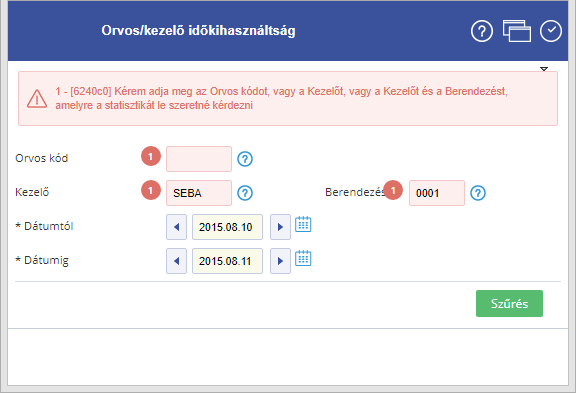 Orvos/kezelő időkihasználtság
1 - [6240c0] Kérem adja meg az Orvos kódot, vagy a Kezelőt, vagy a Kezelőt és a Berendezést,
amelyre a statisztikát le szeretné kérdezni
Orvos kód 1
Kezelő 1 SEBA Berendezés 1 0001
* Dátumtól 2015.08.10
* Dátumig 2015.08.11
Szűrés